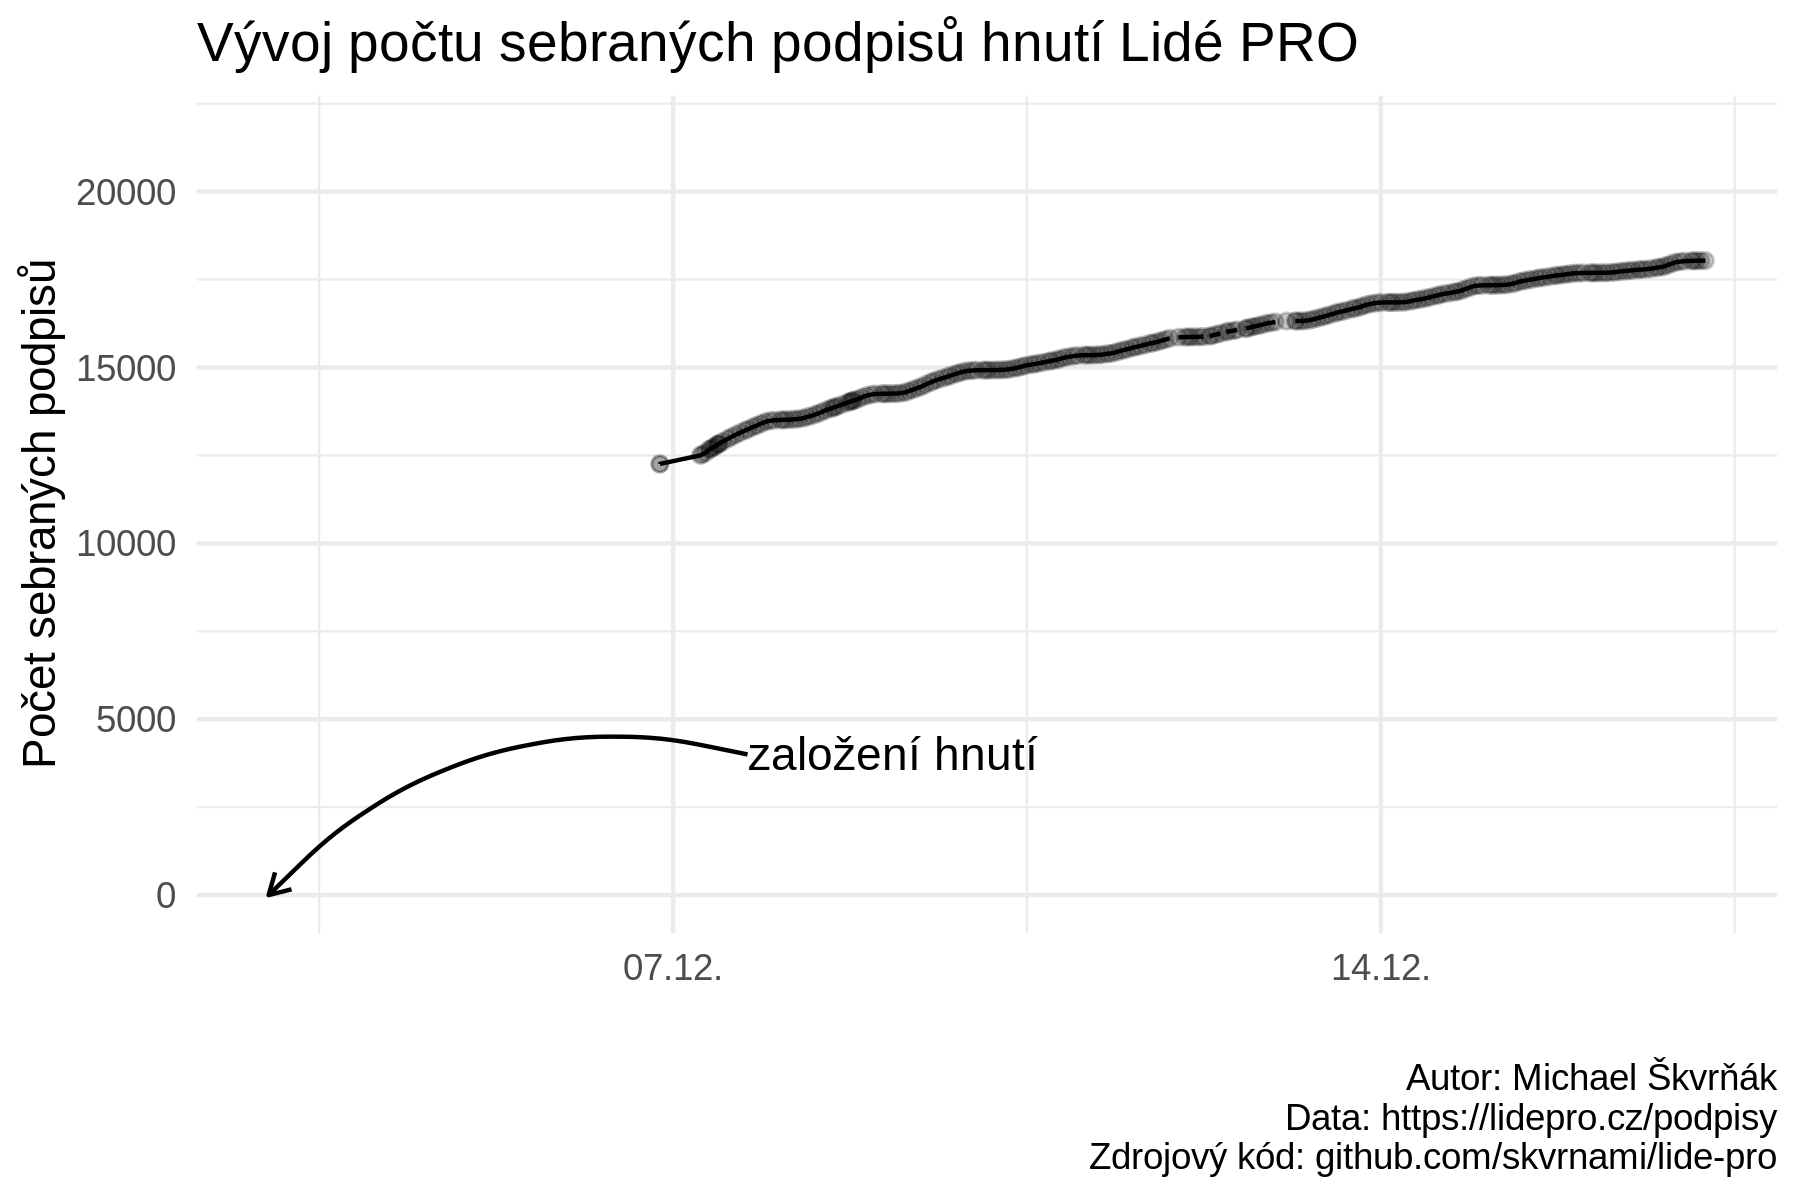 Vývoj počtu sebraných podpisů hnutí Lidé PRO
Počet sebraných podpisů
20000
15000
10000
5000
0
založení hnutí
07.12.
14.12.
Autor: Michael Škvrňák
Data: https://lidepro.cz/podpisy
Zdrojový kód: github.com/skvrnami/lide-pro